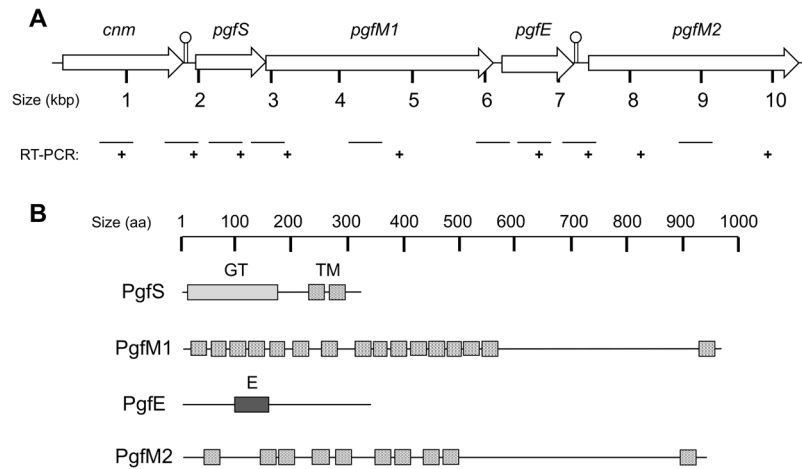 A
cnm pgfS pgfM1 pgfE pgfM2
Size (kbp) 1 2 3 4 5 6 7 8 9 10
RT-PCR: + + + + + + + + +
B
Size (aa) 1 100 200 300 400 500 600 700 800 900 1000
GT TM
PgfS
PgfM1
E
PgfE
PgfM2